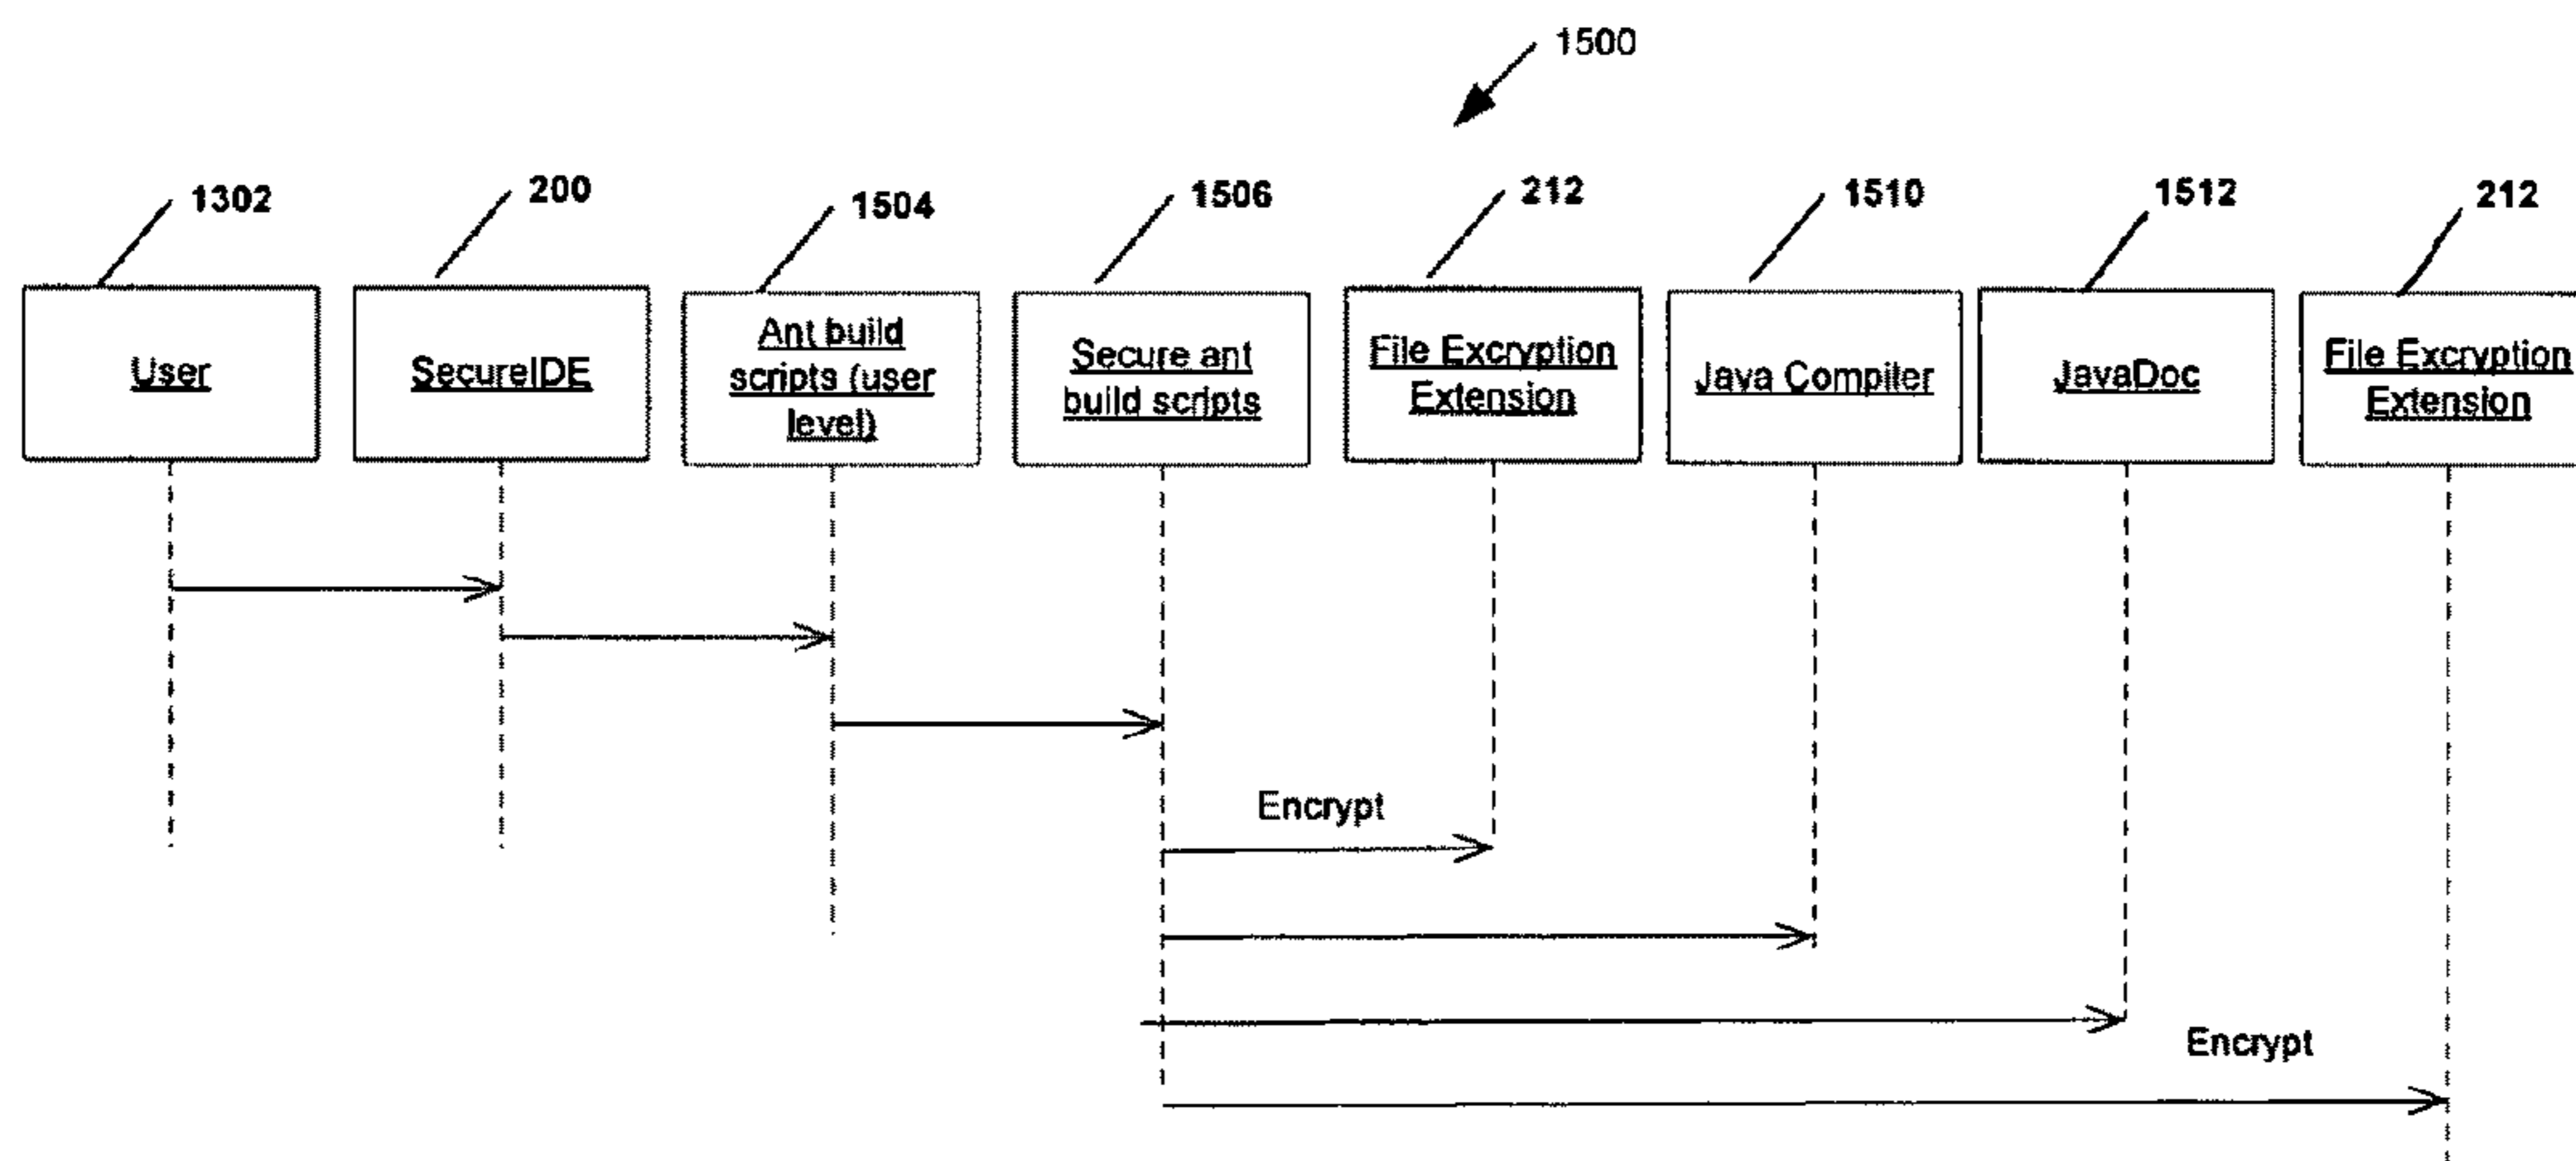 1500
1302
200
1504
1506
212
1510
1512
212
User
SecureIDE
Ant build
scripts (user
level)
Secure ant
build scripts
File Excryption
Extension
Java Compiler
JavaDoc
File Excryption
Extension
Encrypt
Encrypt